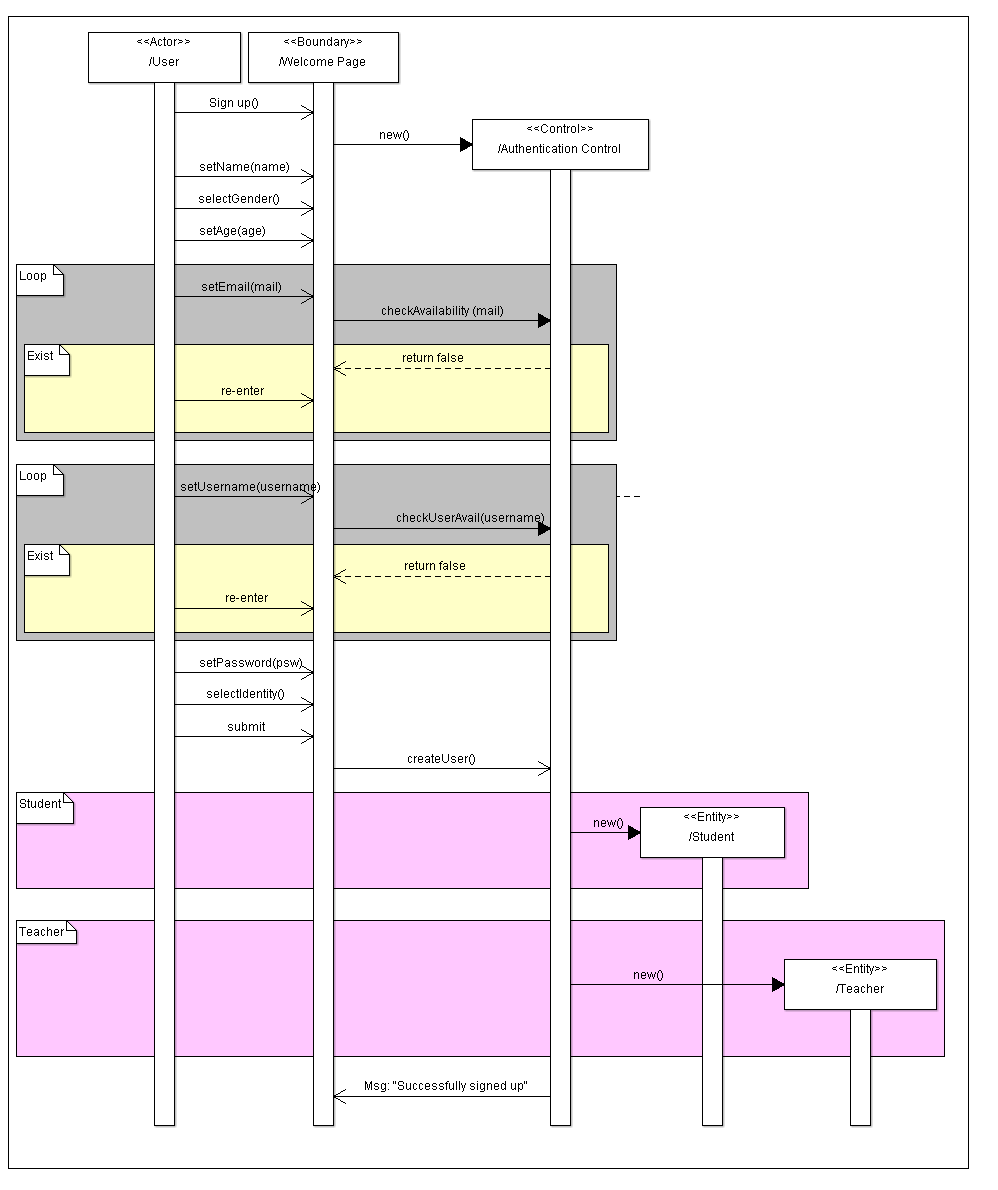 <<Actor>>
/User
<<Boundary>>
/Welcome Page
Sign up()
new()
<<Control>>
/Authentication Control
setName(name)
selectGender()
setAge(age)
Loop
setEmail(mail)
checkAvailability (mail)
Exist
return false
re-enter
Loop
setUsername(username)
checkUserAvail(username)
Exist
return false
re-enter
setPassword(psw)
selectIdentity()
submit
createUser()
Student
new()
<<Entity>>
/Student
Teacher
new()
<<Entity>>
/Teacher
Msg: "Successfully signed up"